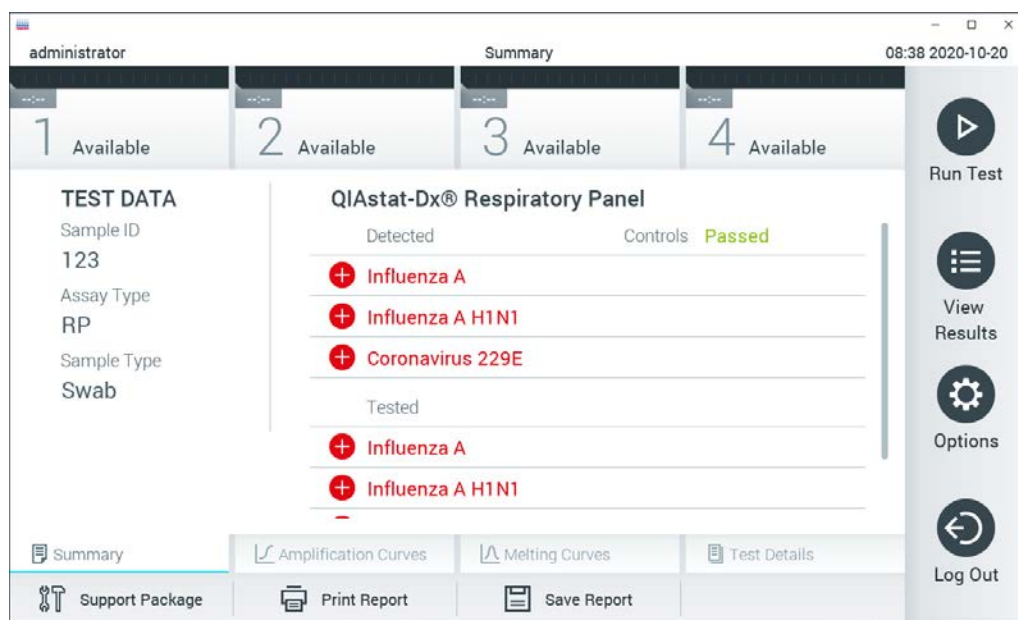 administrator Summary 08:38 2020-10-20
--:-- --:-- --:-- --:--
1 Available 2 Available 3 Available 4 Available
Run Test
TEST DATA
Sample ID
123
Assay Type
RP
Sample Type
Swab
QIAstat-Dx® Respiratory Panel
Detected Controls Passed
Influenza A
Influenza A H1N1
Coronavirus 229E
Tested
Influenza A
Influenza A H1N1
View
Results
Options
Log Out
Summary Amplification Curves Melting Curves Test Details
Support Package Print Report Save Report